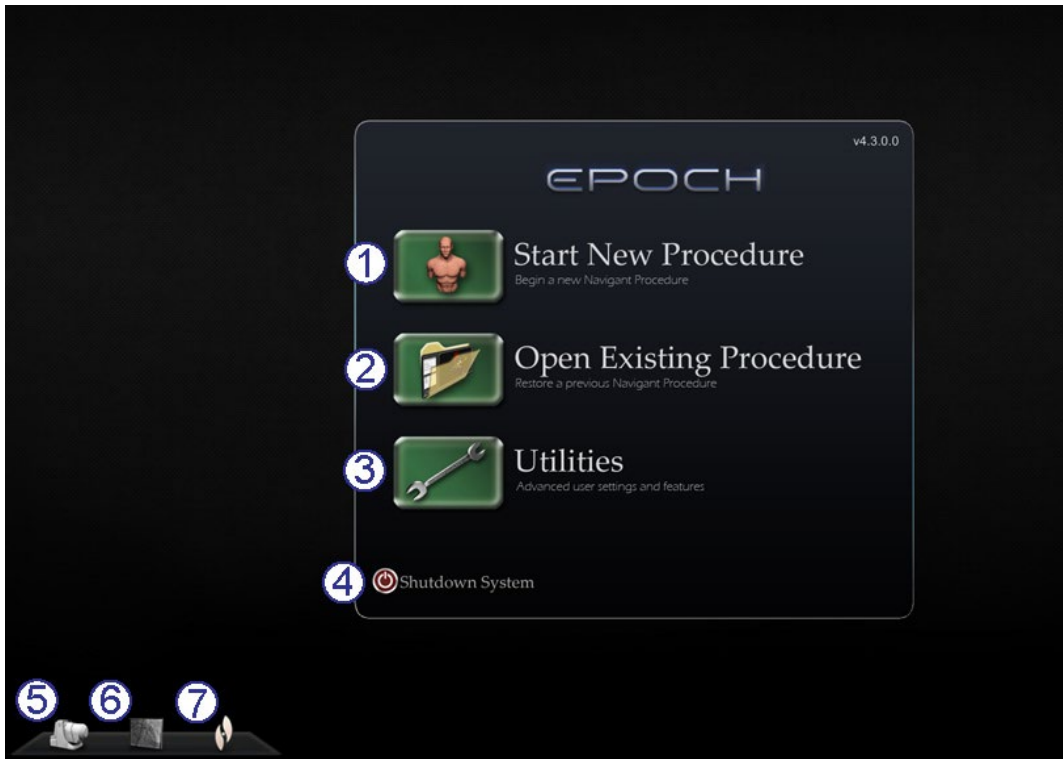 v4.3.0.0
EPOCH
1 Start New Procedure
Begin a new Navigant Procedure
2 Open Existing Procedure
Restore a previous Navigant Procedure
3 Utilities
Advanced user settings and features
4 Shutdown System
5 6 7